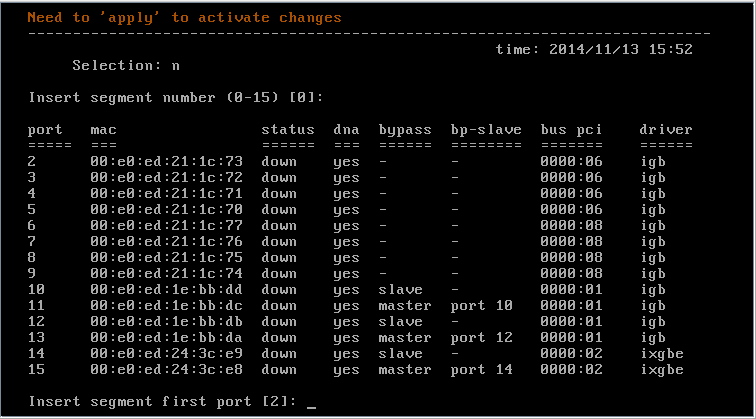 Need to 'apply' to activate changes
--------------------------------------------------------------------------------
time: 2014/11/13 15:52
Selection: n
Insert segment number (0-15) [0]:
port mac status dna bypass bp-slave bus pci driver
===== === ====== === ====== ======== ======= ======
2 00:e0:ed:21:1c:73 down yes - - 0000:06 igb
3 00:e0:ed:21:1c:72 down yes - - 0000:06 igb
4 00:e0:ed:21:1c:71 down yes - - 0000:06 igb
5 00:e0:ed:21:1c:70 down yes - - 0000:06 igb
6 00:e0:ed:21:1c:77 down yes - - 0000:08 igb
7 00:e0:ed:21:1c:76 down yes - - 0000:08 igb
8 00:e0:ed:21:1c:75 down yes - - 0000:08 igb
9 00:e0:ed:21:1c:74 down yes - - 0000:08 igb
10 00:e0:ed:1e:bb:dd down yes slave - 0000:01 igb
11 00:e0:ed:1e:bb:dc down yes master port 10 0000:01 igb
12 00:e0:ed:1e:bb:db down yes slave - 0000:01 igb
13 00:e0:ed:1e:bb:da down yes master port 12 0000:01 igb
14 00:e0:ed:24:3c:e9 down yes slave - 0000:02 ixgbe
15 00:e0:ed:24:3c:e8 down yes master port 14 0000:02 ixgbe
Insert segment first port [2]: _